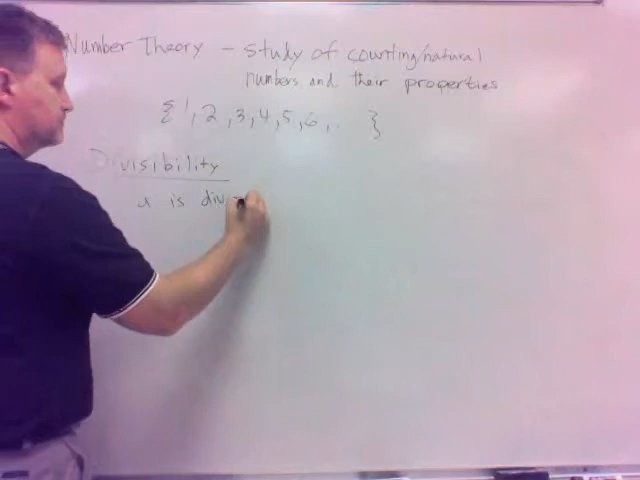 Number Theory - study of counting/natural
numbers and their properties
{1, 2, 3, 4, 5, 6, .. }
Divisibility
a is div